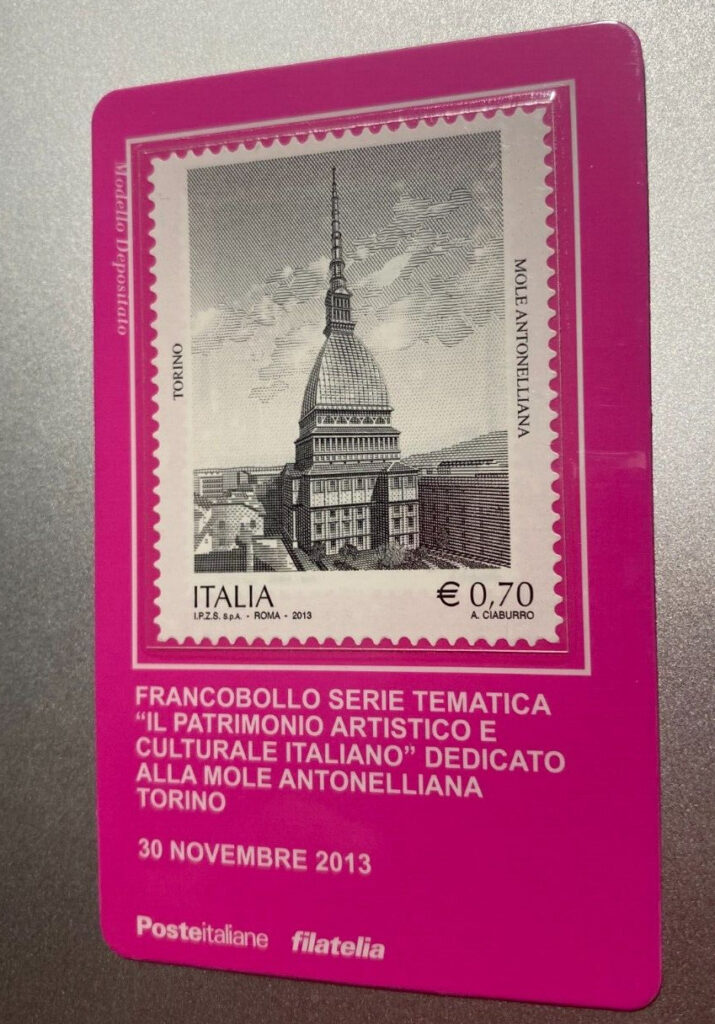 Modello Depositato
TORINO
MOLE ANTONELLIANA
ITALIA
€ 0,70
I.P.Z.S. S.p.A. - ROMA - 2013
A. CIABURRO
FRANCOBOLLO SERIE TEMATICA
“IL PATRIMONIO ARTISTICO E
CULTURALE ITALIANO” DEDICATO
ALLA MOLE ANTONELLIANA
TORINO
30 NOVEMBRE 2013
Posteitaliane filatelia